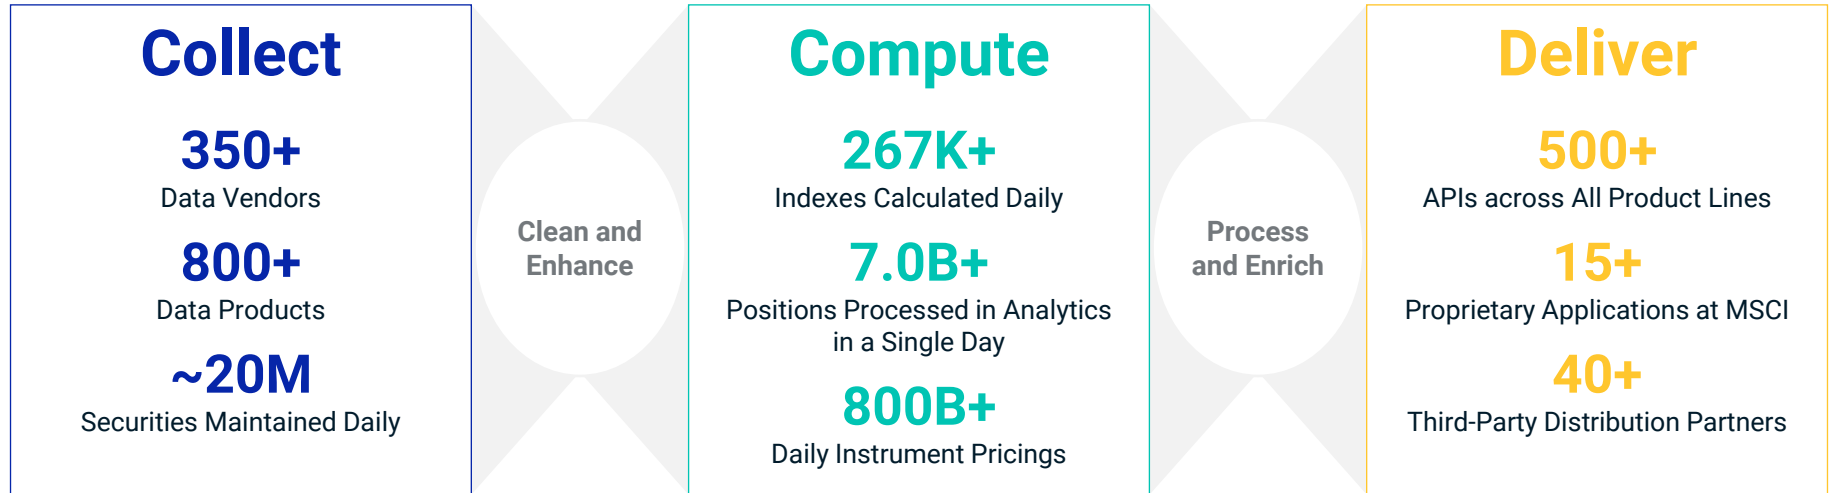 Collect
350+
Data Vendors
800+
Data Products
~20M
Securities Maintained Daily
Clean and
Enhance
Compute
267K+
Indexes Calculated Daily
7.0B+
Positions Processed in Analytics
in a Single Day
800B+
Daily Instrument Pricings
Process
and Enrich
Deliver
500+
APIs across All Product Lines
15+
Proprietary Applications at MSCI
40+
Third-Party Distribution Partners